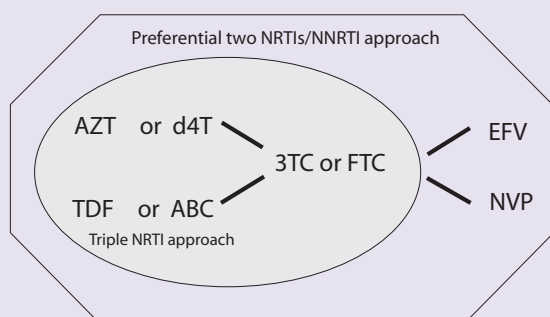 Preferential two NRTIs/NNRTI approach
AZT or d4T
EFV
3TC or FTC
TDF or ABC
NVP
Triple NRTI approach